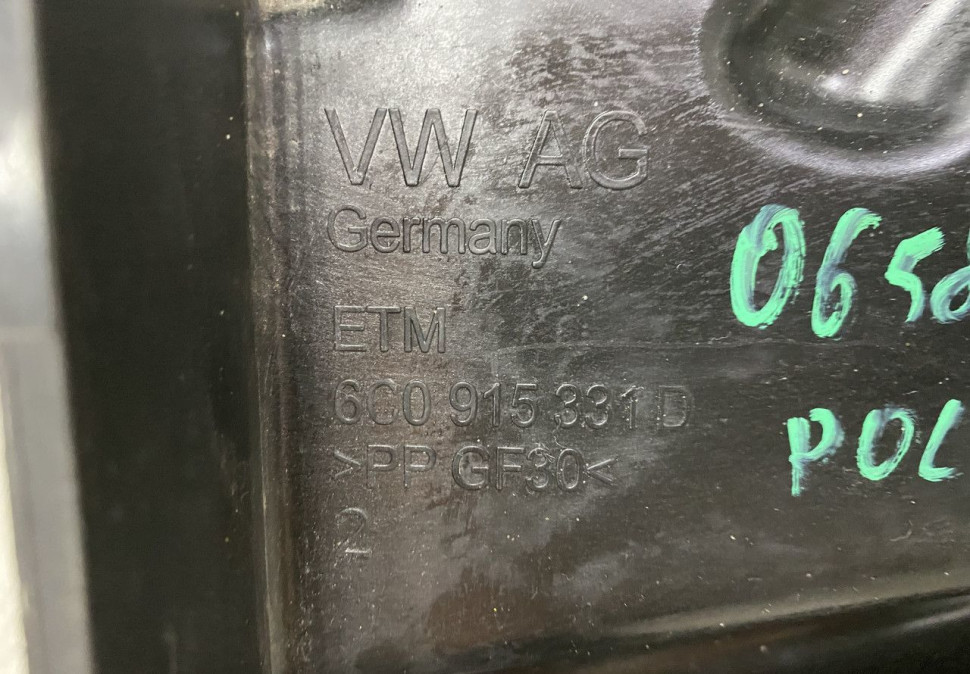 VW AG
Germany
ETM
6C0 915 331 D
>PP GF30<
2
065
POL